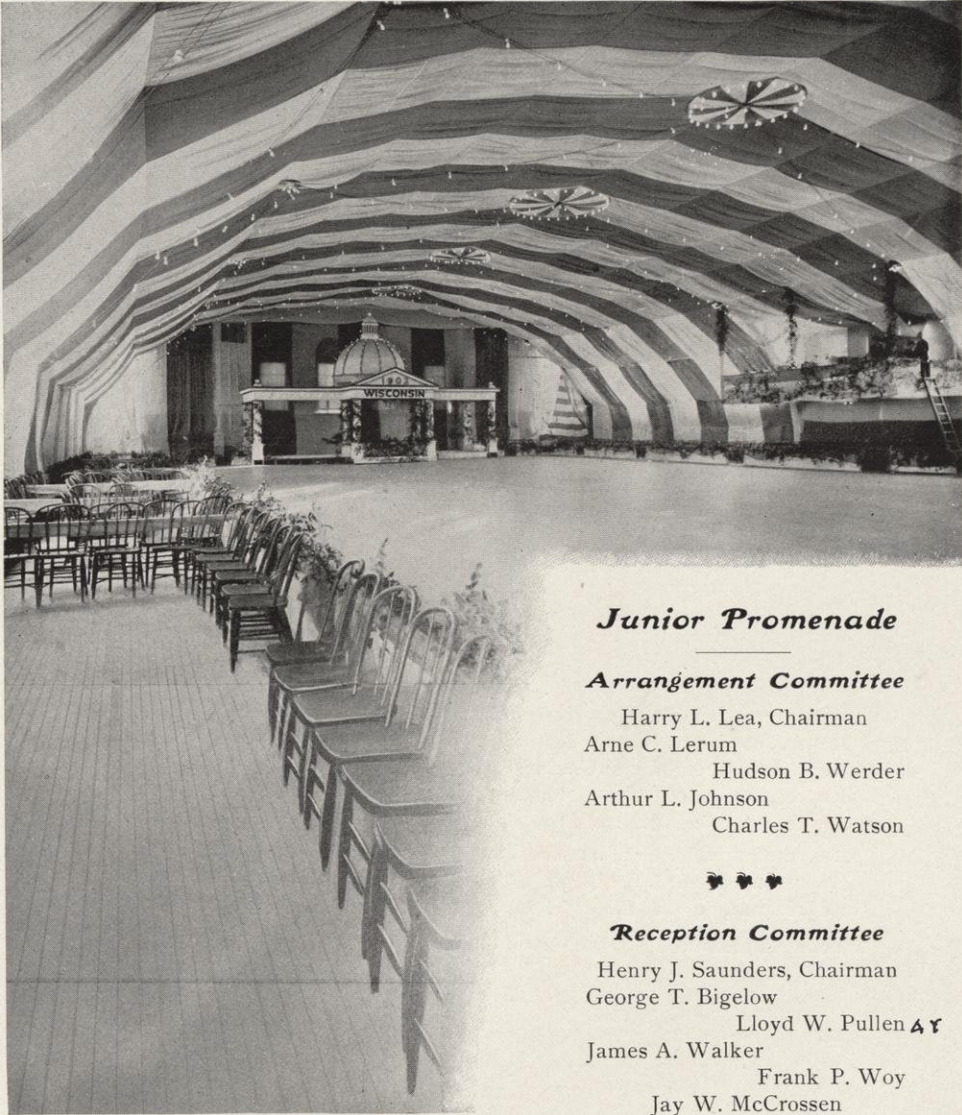 1903
WISCONSIN
Junior Promenade
Arrangement Committee
Harry L. Lea, Chairman
Arne C. Lerum
Hudson B. Werder
Arthur L. Johnson
Charles T. Watson
Reception Committee
Henry J. Saunders, Chairman
George T. Bigelow
Lloyd W. Pullen
James A. Walker
Frank P. Woy
Jay W. McCrossen